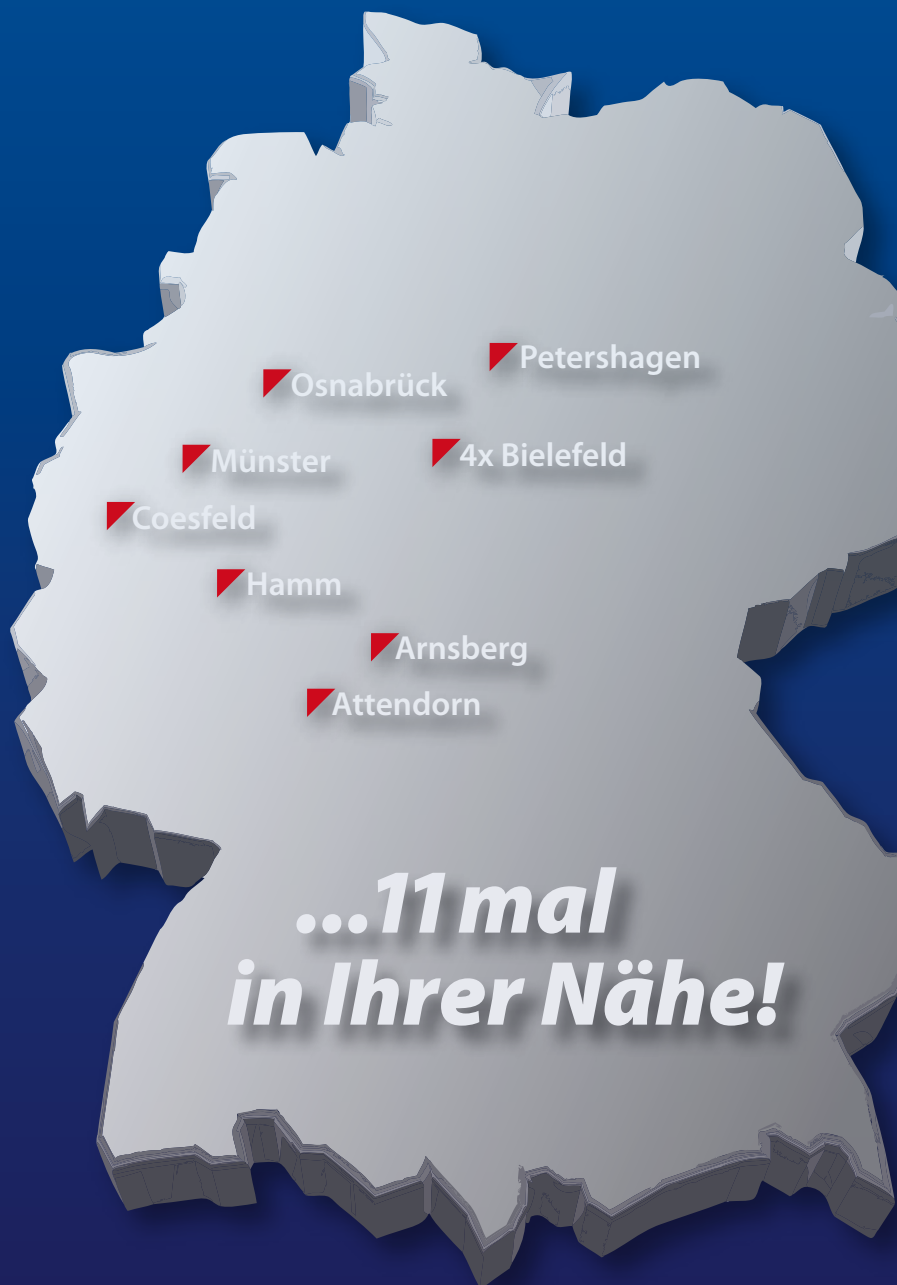 Petershagen
Osnabrück
4x Bielefeld
Münster
Coesfeld
Hamm
Arnsberg
Attendorn
...11 mal
in Ihrer Nähe!